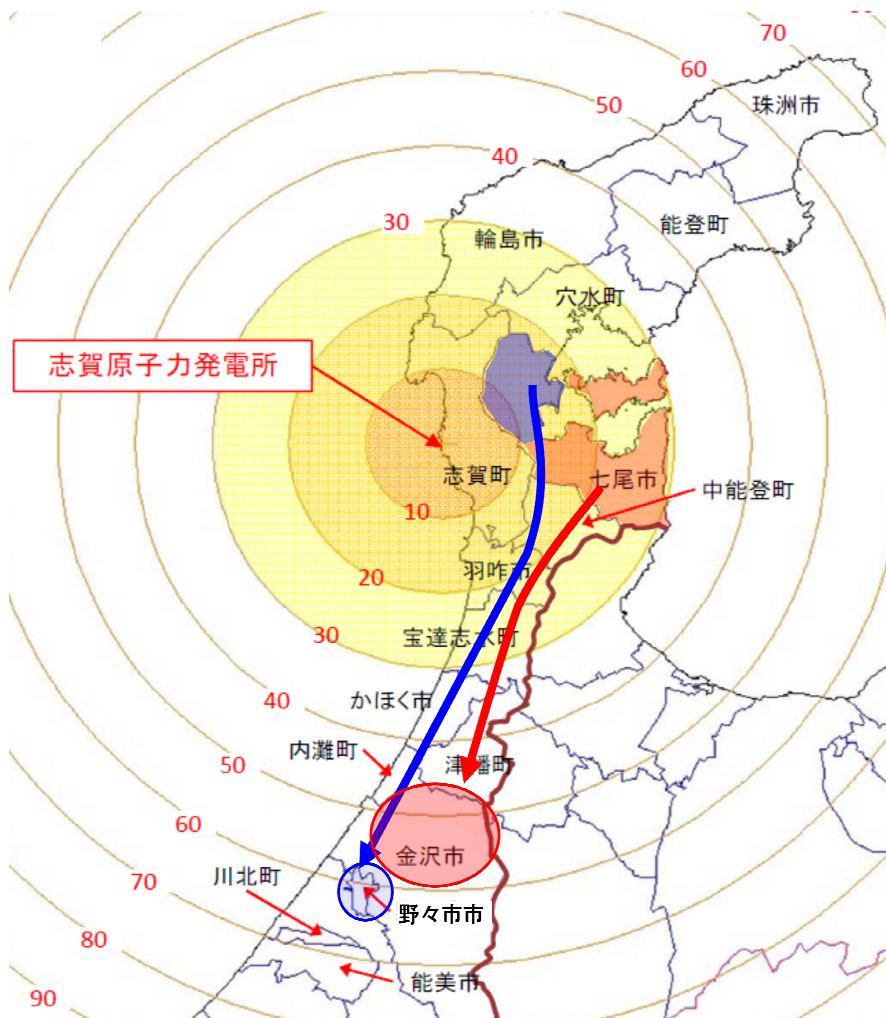 70
60
珠洲市
50
40
30
能登町
輪島市
穴水町
志賀原子力発電所
志賀町
七尾市
中能登町
10
羽咋市
20
30
宝達志水町
かほく市
40
内灘町
津幡町
50
60
金沢市
川北町
70
野々市市
80
能美市
90